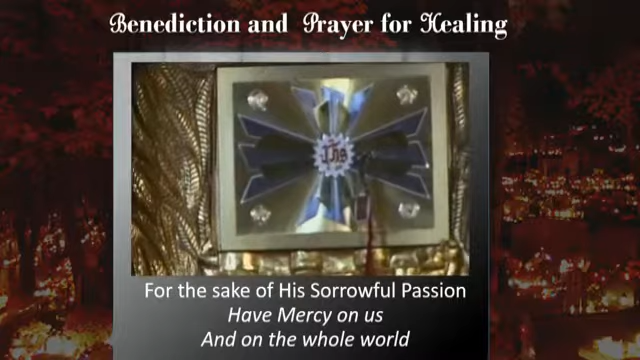 Benediction and Prayer for Healing
JHS
For the sake of His Sorrowful Passion
Have Mercy on us
And on the whole world